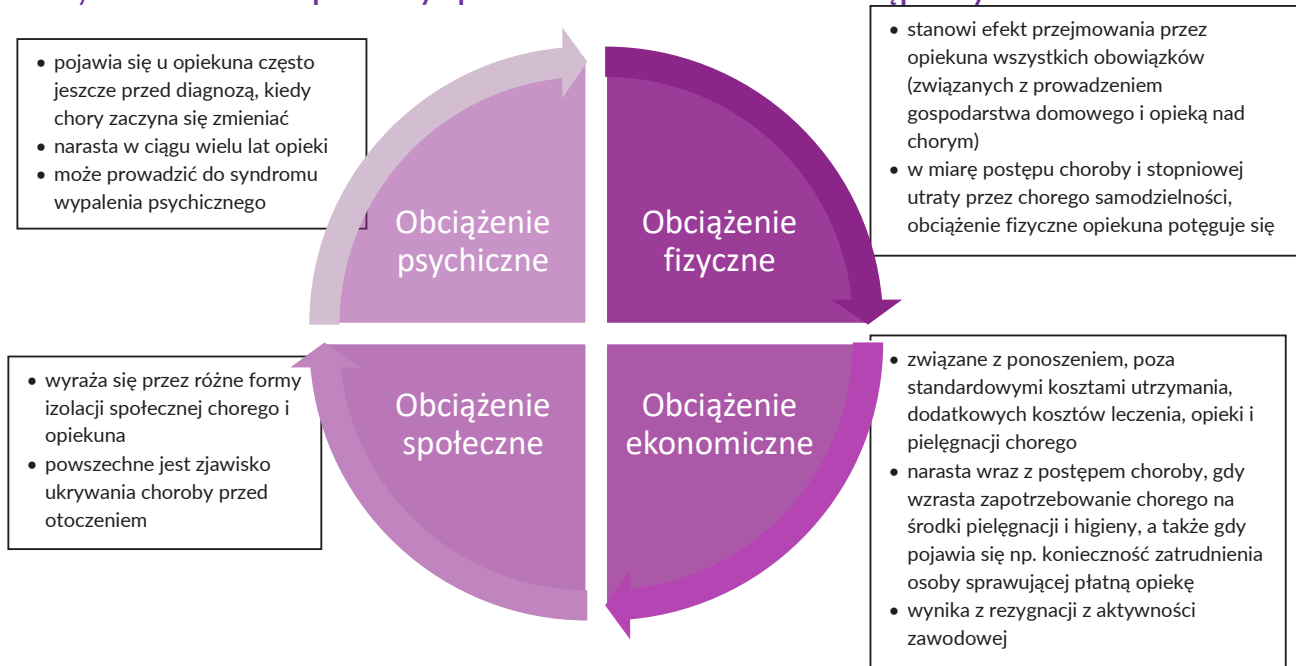 • pojawia się u opiekuna często
jeszcze przed diagnozą, kiedy
chory zaczyna się zmieniać
• narasta w ciągu wielu lat opieki
• może prowadzić do syndromu
wypalenia psychicznego
Obciążenie
psychiczne
Obciążenie
fizyczne
• stanowi efekt przejmowania przez
opiekuna wszystkich obowiązków
(związanych z prowadzeniem
gospodarstwa domowego i opieką nad
chorym)
• w miarę postępu choroby i stopniowej
utraty przez chorego samodzielności,
obciążenie fizyczne opiekuna potęguje się
• wyraża się przez różne formy
izolacji społecznej chorego i
opiekuna
• powszechne jest zjawisko
ukrywania choroby przed
otoczeniem
Obciążenie
społeczne
Obciążenie
ekonomiczne
• związane z ponoszeniem, poza
standardowymi kosztami utrzymania,
dodatkowych kosztów leczenia, opieki i
pielęgnacji chorego
• narasta wraz z postępem choroby, gdy
wzrasta zapotrzebowanie chorego na
środki pielęgnacji i higieny, a także gdy
pojawia się np. konieczność zatrudnienia
osoby sprawującej płatną opiekę
• wynika z rezygnacji z aktywności
zawodowej